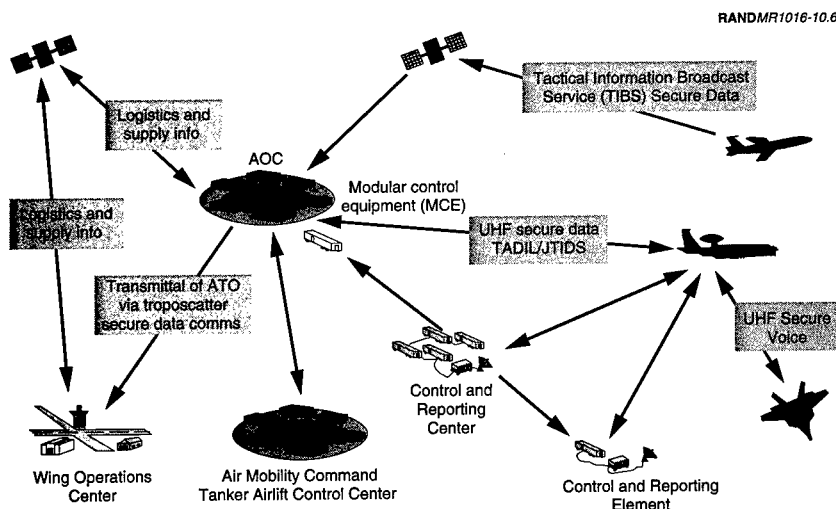 RANDMR1016-10.6
Tactical Information Broadcast
Service (TIBS) Secure Data
Logistics and
supply info
AOC
Modular control
equipment (MCE)
Logistics and
supply info
UHF secure data
TADIL/JTIDS
Transmittal of ATO
via troposcatter
secure data comms
UHF Secure
Voice
Control and
Reporting
Center
Wing Operations
Center
Air Mobility Command
Tanker Airlift Control Center
Control and Reporting
Element